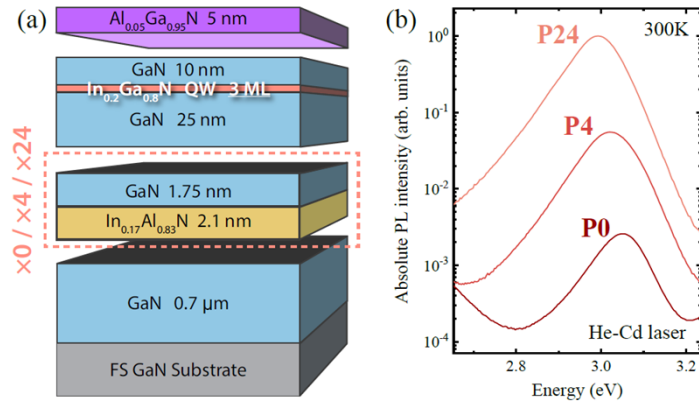 (a)
Al0.05Ga0.95N 5 nm
GaN 10 nm
In0.2Ga0.8N QW 3 ML
GaN 25 nm
×0 / ×4 / ×24
GaN 1.75 nm
In0.17Al0.83N 2.1 nm
GaN 0.7 µm
FS GaN Substrate
(b)
300K
P24
P4
P0
He-Cd laser
Absolute PL intensity (arb. units)
10^0
10^-1
10^-2
10^-3
10^-4
2.8 3.0 3.2
Energy (eV)